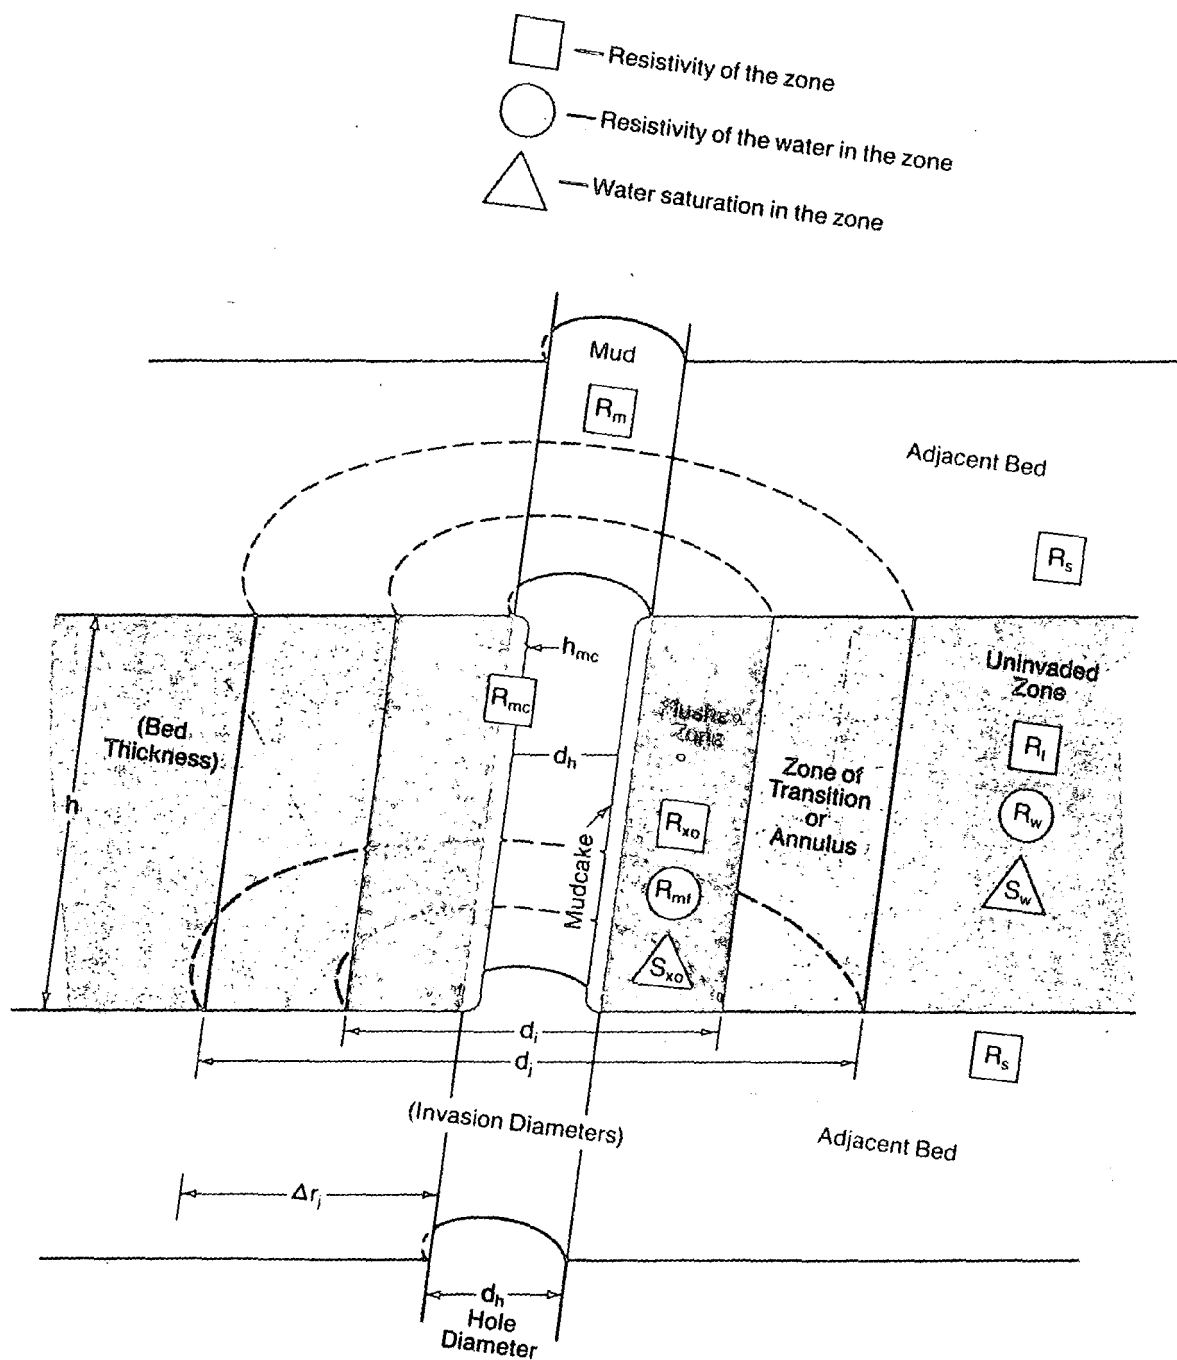 — Resistivity of the zone
— Resistivity of the water in the zone
— Water saturation in the zone
Mud
Rm
Adjacent Bed
Rs
hmc
Rmc
Uninvaded
Zone
(Bed
Thickness)
h
dh
Zone
Rt
Zone of
Transition
or
Annulus
Rw
Rxo
Mudcake
Rmf
Sw
Sxo
di
dj
Rs
(Invasion Diameters)
Adjacent Bed
Δrj
dh
Hole
Diameter